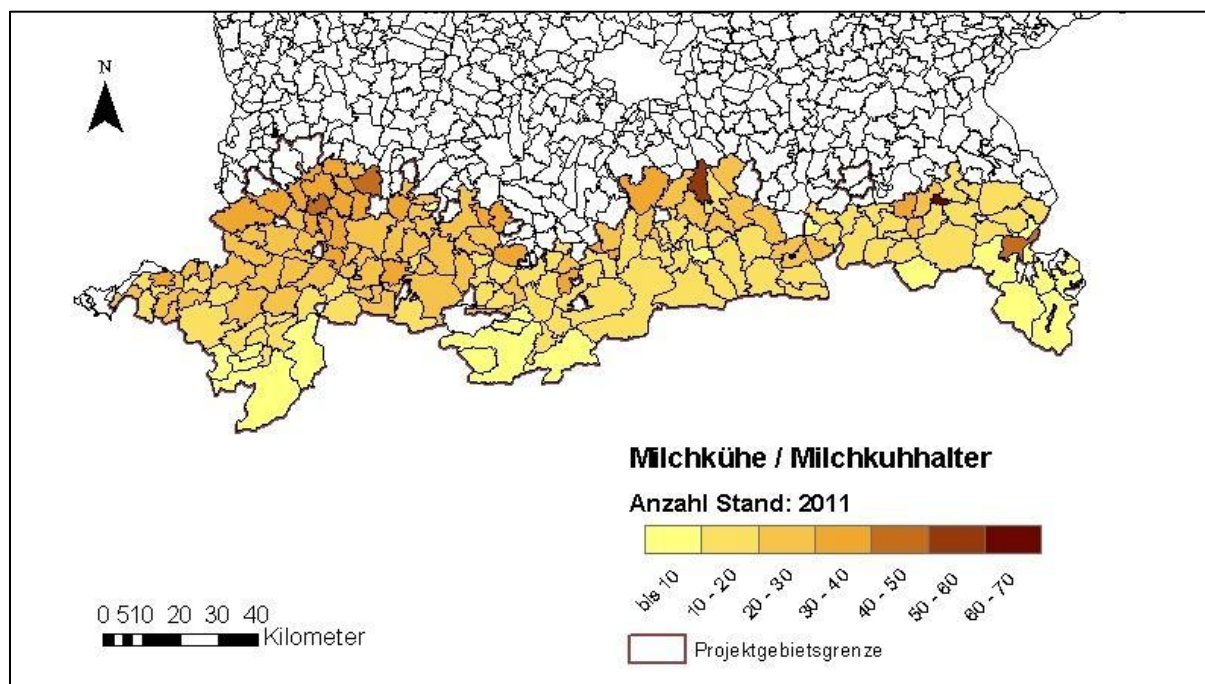 N
Milchkühe / Milchkuhhalter
Anzahl Stand: 2011
bis 10
10 - 20
20 - 30
30 - 40
40 - 50
50 - 60
60 - 70
0 510 20 30 40
Kilometer
Projektgebietsgrenze